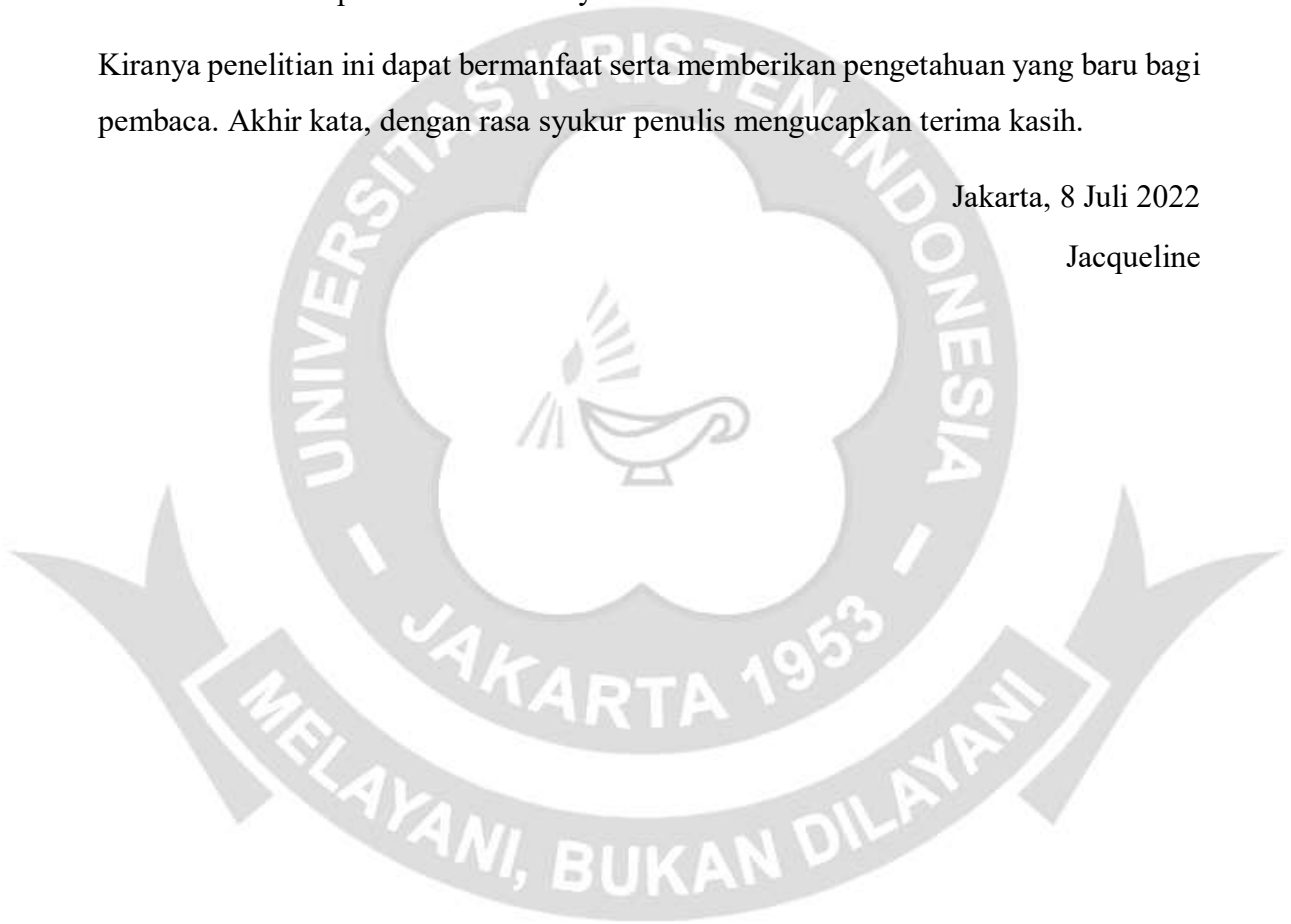 Kiranya penelitian ini dapat bermanfaat serta memberikan pengetahuan yang baru bagi
pembaca. Akhir kata, dengan rasa syukur penulis mengucapkan terima kasih.
Jakarta, 8 Juli 2022
Jacqueline
UNIVERSITAS KRISTEN INDONESIA
- JAKARTA 1953 -
MELAYANI, BUKAN DILAYANI